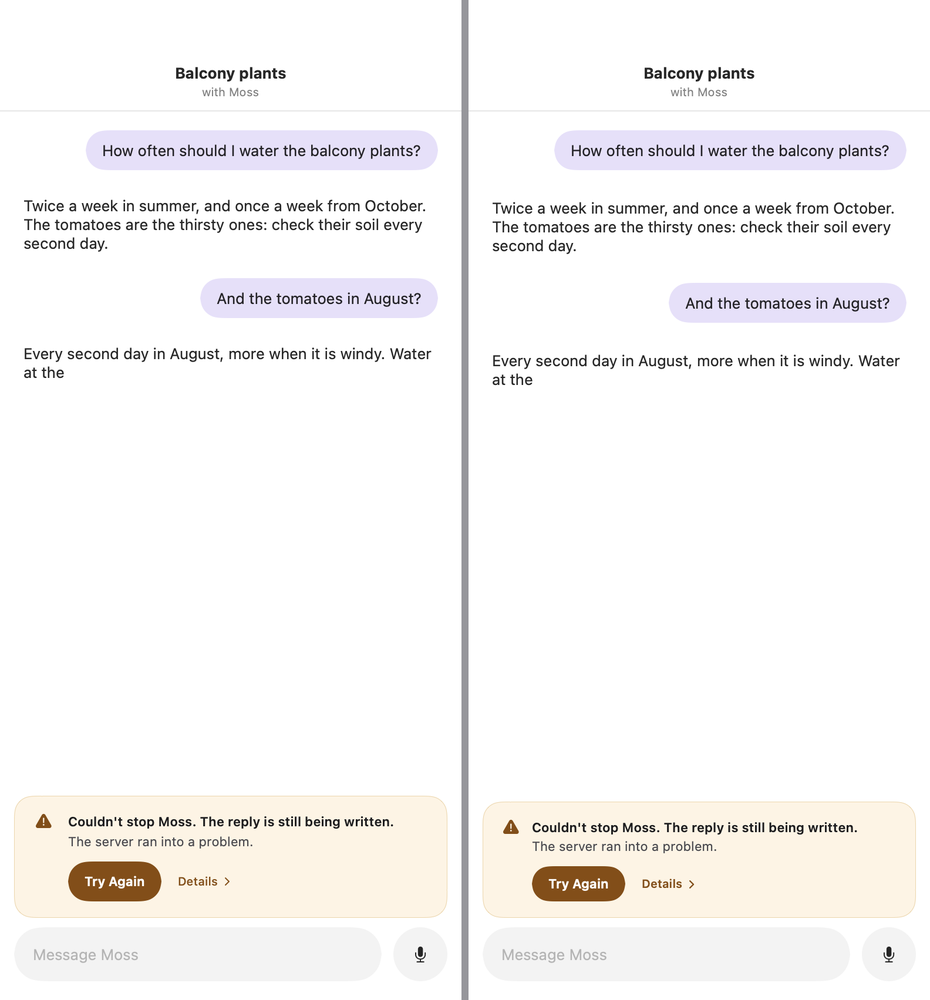 Balcony plants
with Moss
How often should I water the balcony plants?
Twice a week in summer, and once a week from October.
The tomatoes are the thirsty ones: check their soil every
second day.
And the tomatoes in August?
Every second day in August, more when it is windy. Water
at the
Couldn't stop Moss. The reply is still being written.
The server ran into a problem.
Try Again
Details
Message Moss
Balcony plants
with Moss
How often should I water the balcony plants?
Twice a week in summer, and once a week from October.
The tomatoes are the thirsty ones: check their soil every
second day.
And the tomatoes in August?
Every second day in August, more when it is windy. Water
at the
Couldn't stop Moss. The reply is still being written.
The server ran into a problem.
Try Again
Details
Message Moss